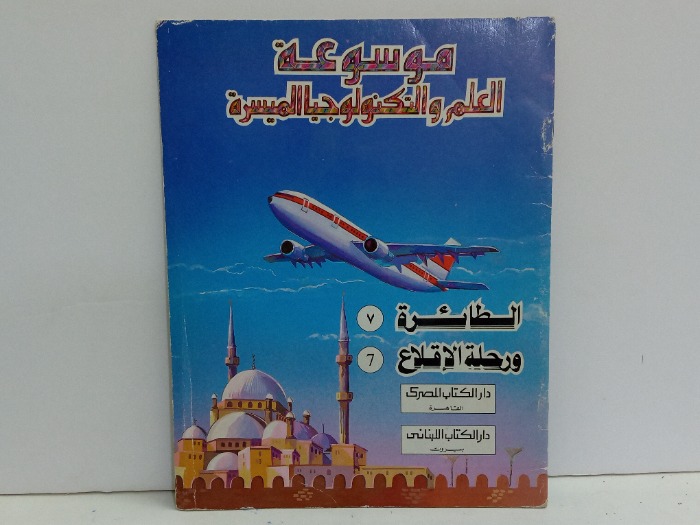 موسوعة
العلم والتكنولوجيا الميسرة
الطائرة ٧
ورحلة الإقلاع 7
دار الكتاب المصرى
القاهرة
دار الكتاب اللبنانى
بيروت